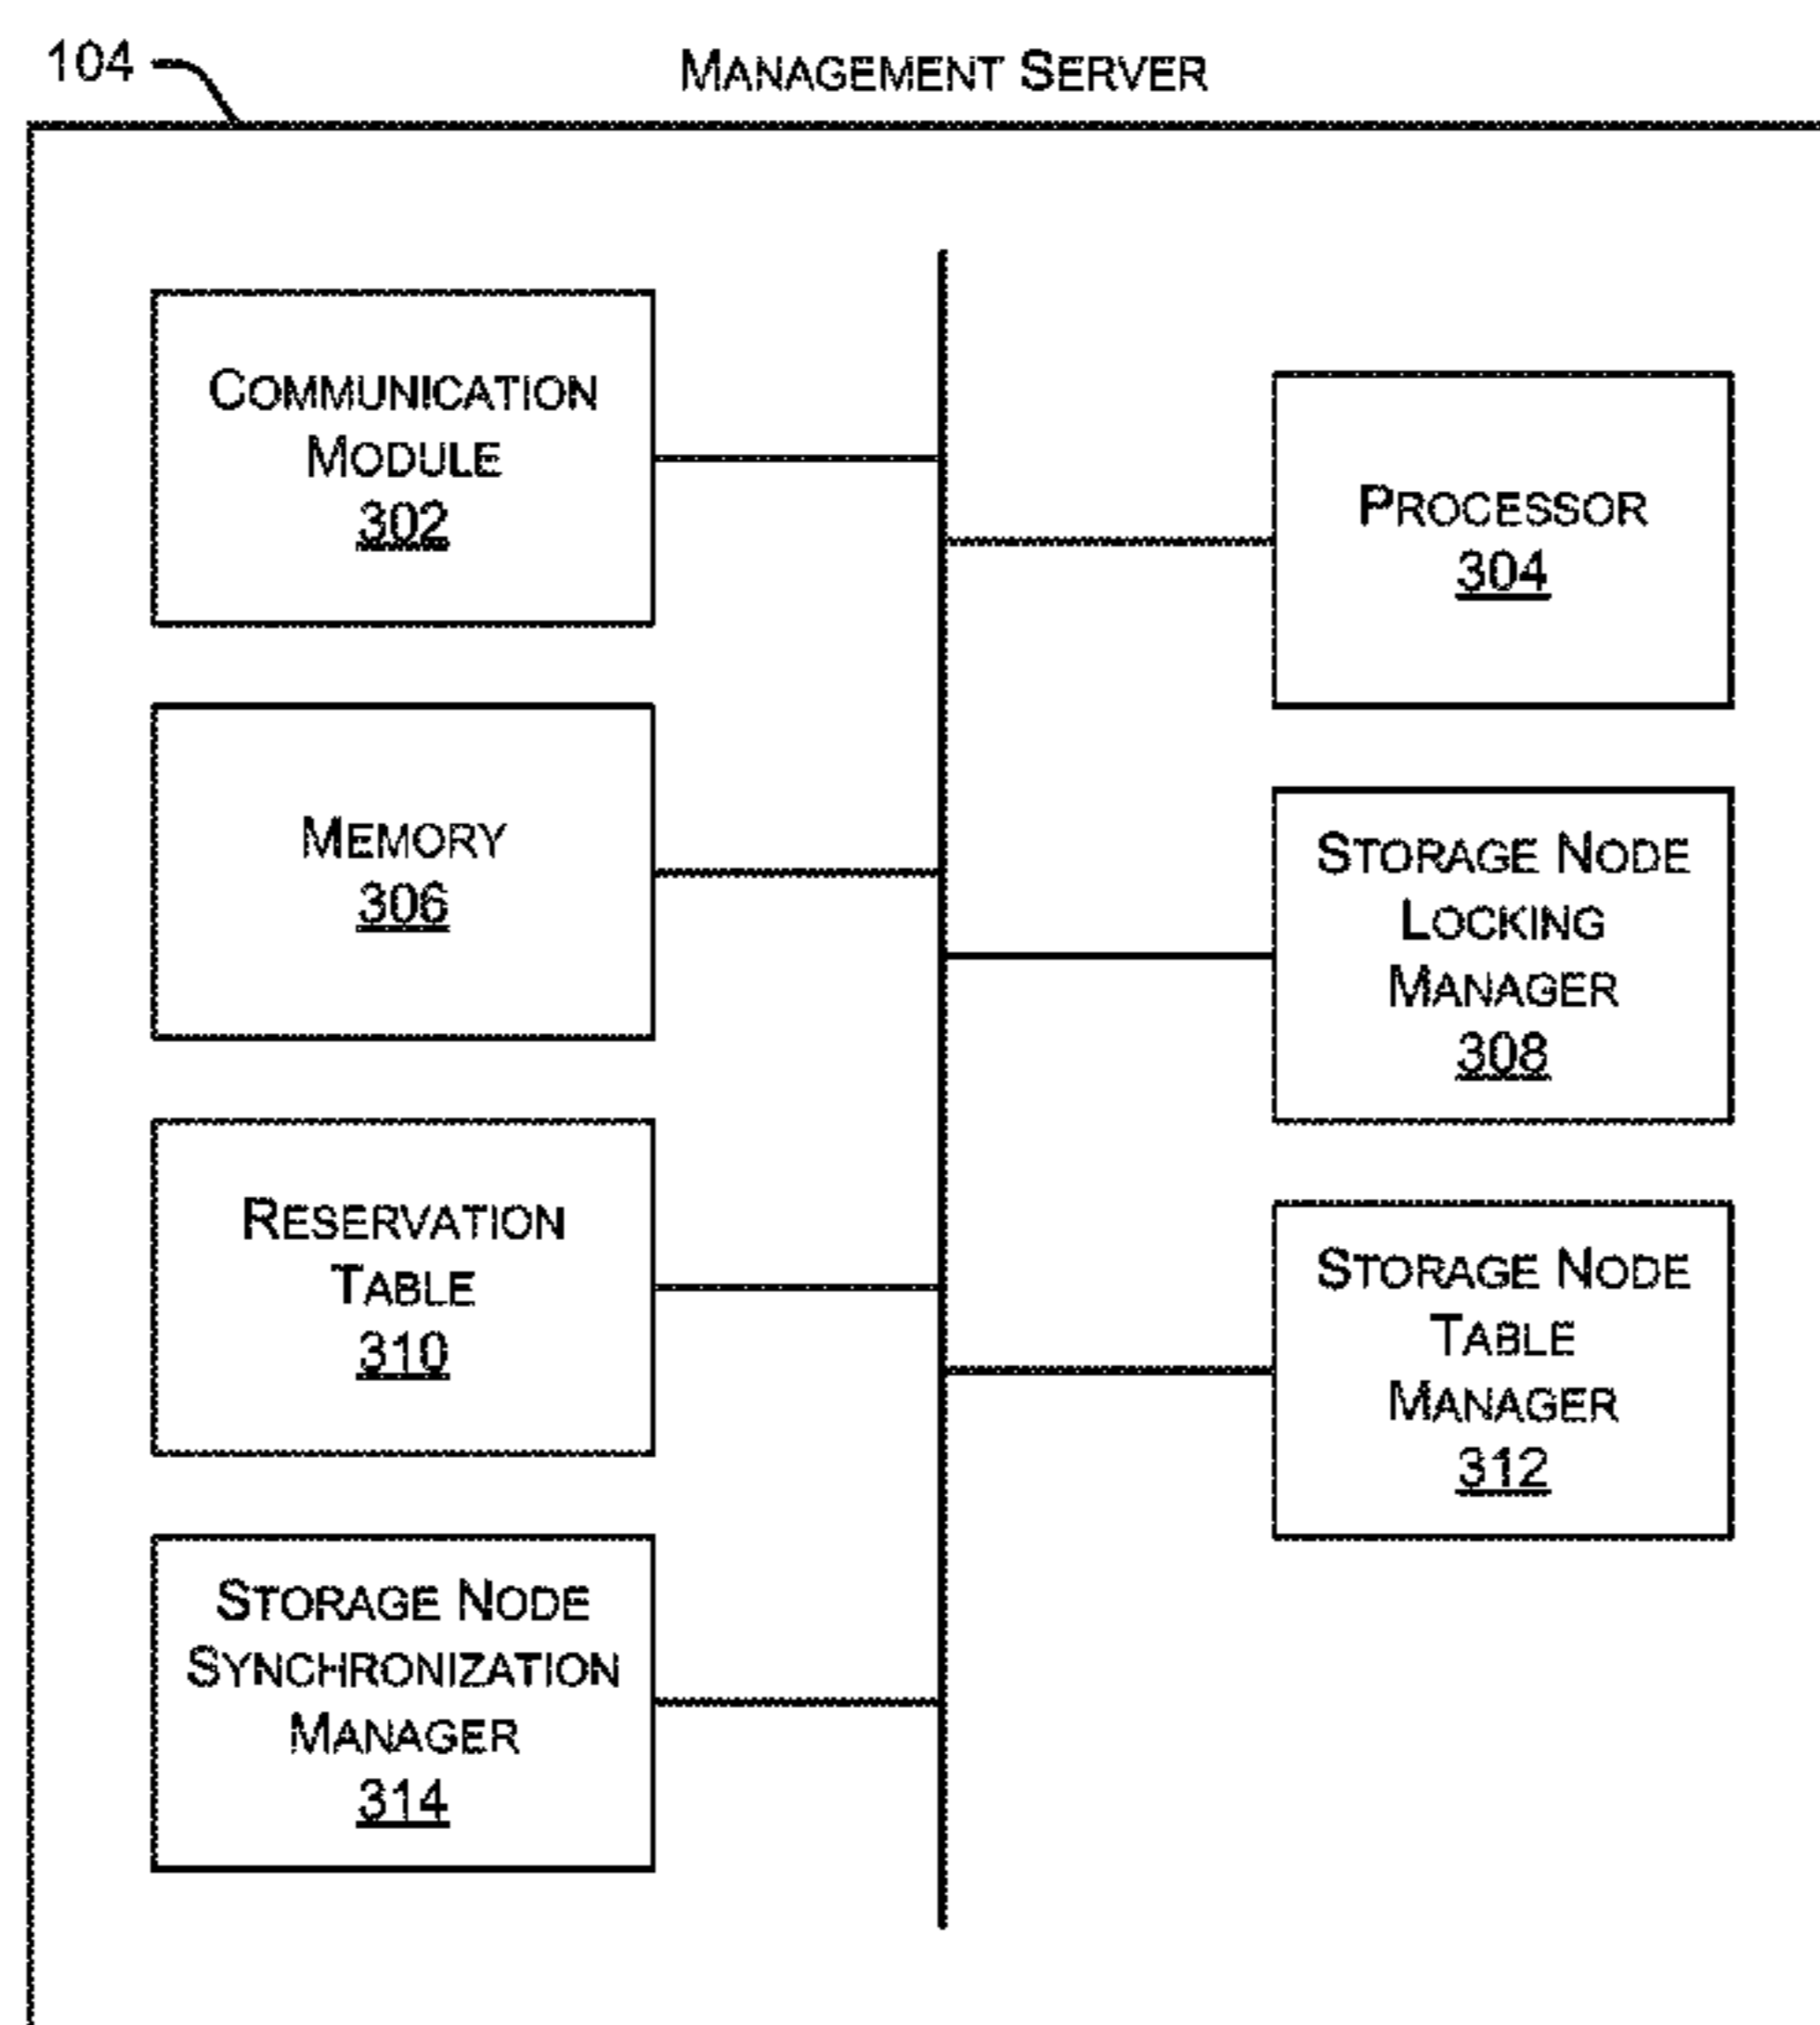 104
MANAGEMENT SERVER
COMMUNICATION
MODULE
302
PROCESSOR
304
MEMORY
306
STORAGE NODE
LOCKING
MANAGER
308
RESERVATION
TABLE
310
STORAGE NODE
TABLE
MANAGER
312
STORAGE NODE
SYNCHRONIZATION
MANAGER
314